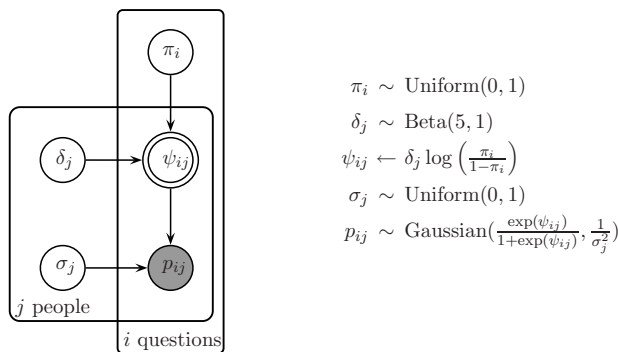 π_i
δ_j
ψ_ij
σ_j
p_ij
j people
i questions
π_i ∼ Uniform(0, 1)
δ_j ∼ Beta(5, 1)
ψ_ij ← δ_j log (π_i / 1−π_i)
σ_j ∼ Uniform(0, 1)
p_ij ∼ Gaussian(exp(ψ_ij) / 1+exp(ψ_ij), 1 / σ_j^2)